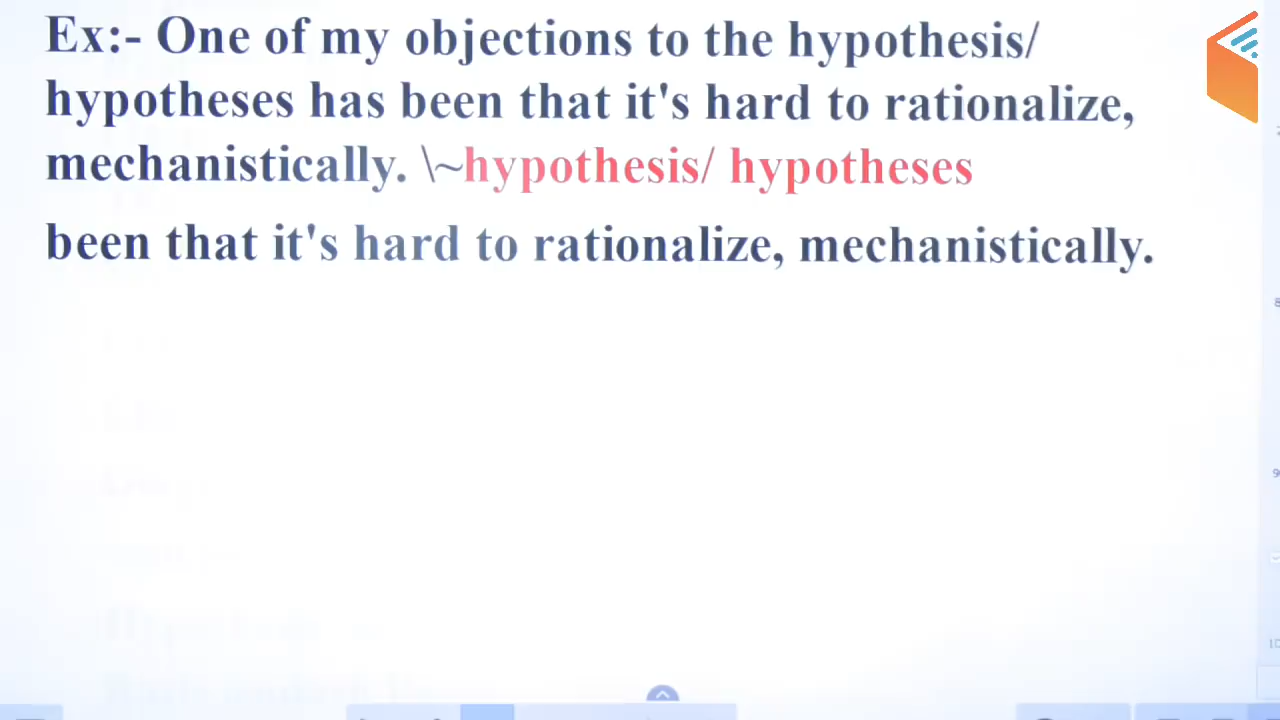 Ex:- One of my objections to the hypothesis/
hypotheses has been that it's hard to rationalize,
mechanistically. \~hypothesis/ hypotheses
been that it's hard to rationalize, mechanistically.